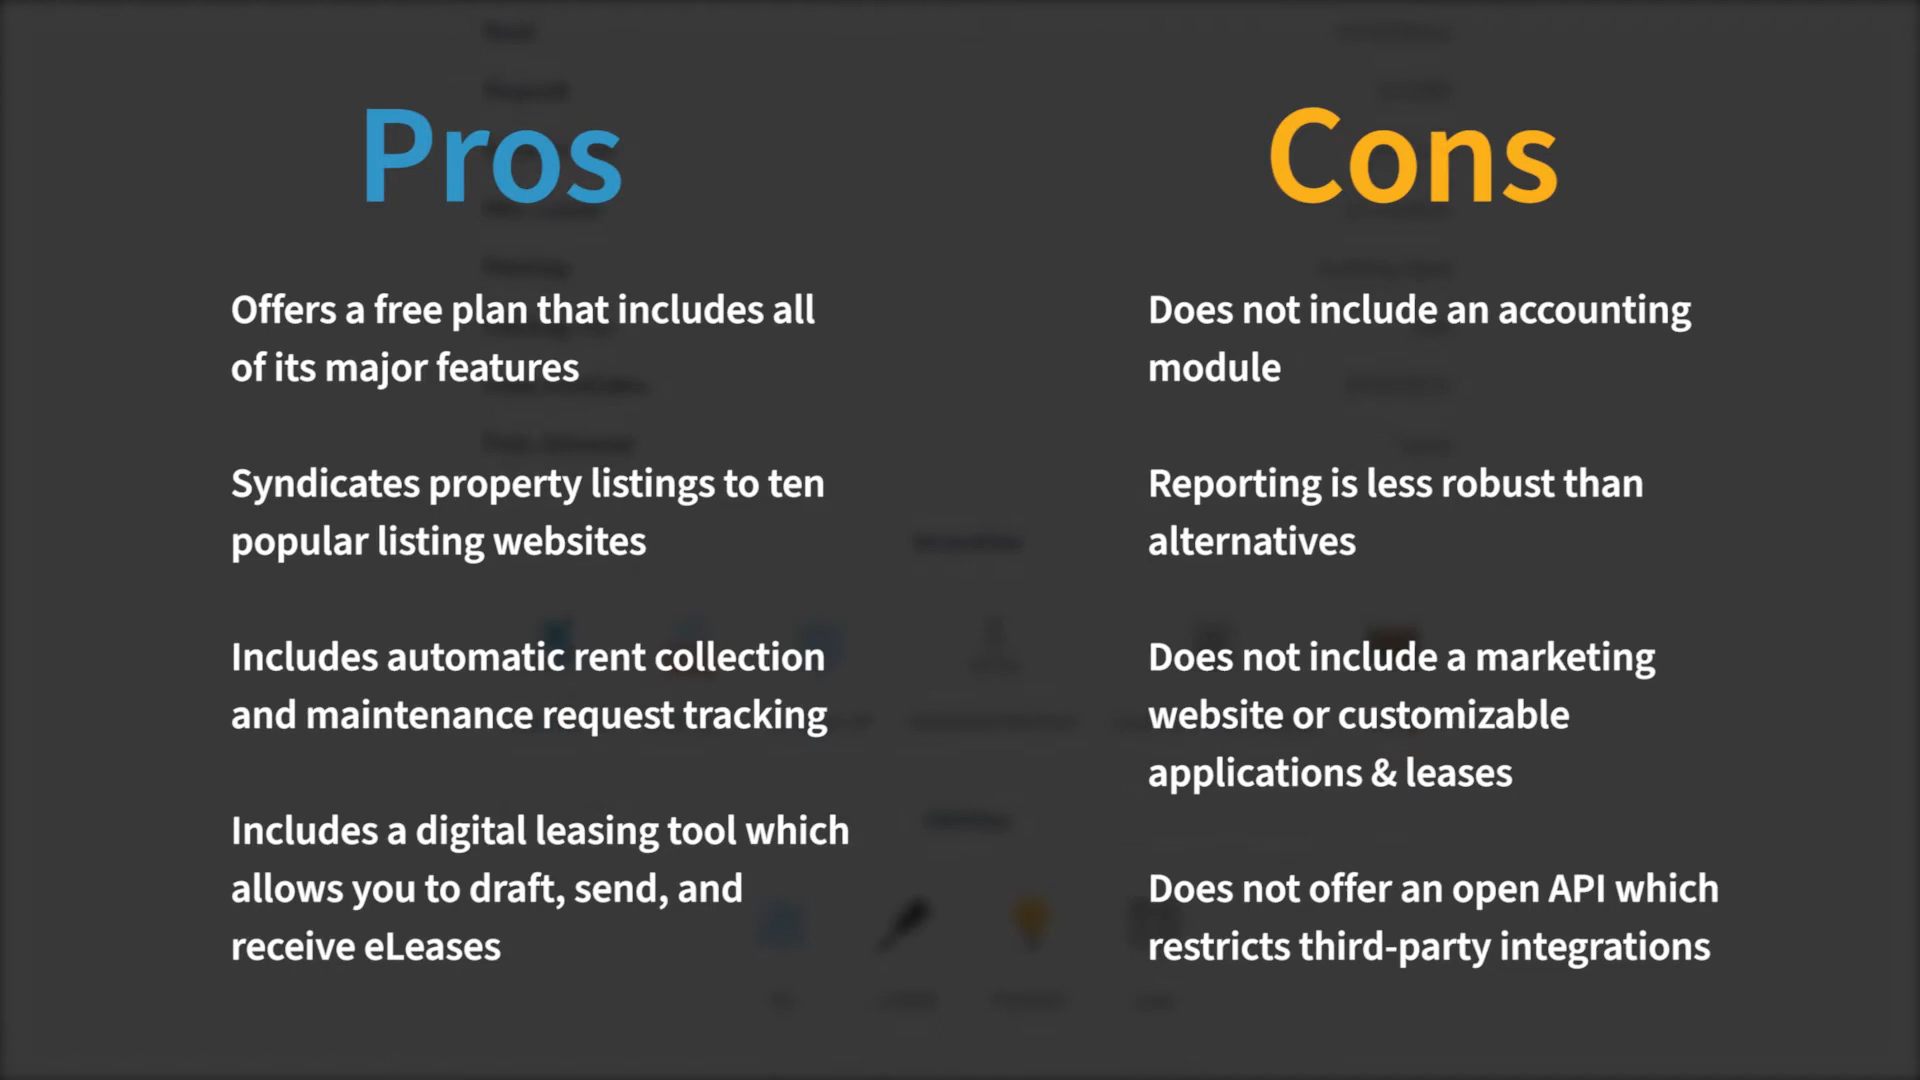 Pros
Offers a free plan that includes all
of its major features
Syndicates property listings to ten
popular listing websites
Includes automatic rent collection
and maintenance request tracking
Includes a digital leasing tool which
allows you to draft, send, and
receive eLeases
Cons
Does not include an accounting
module
Reporting is less robust than
alternatives
Does not include a marketing
website or customizable
applications & leases
Does not offer an open API which
restricts third-party integrations